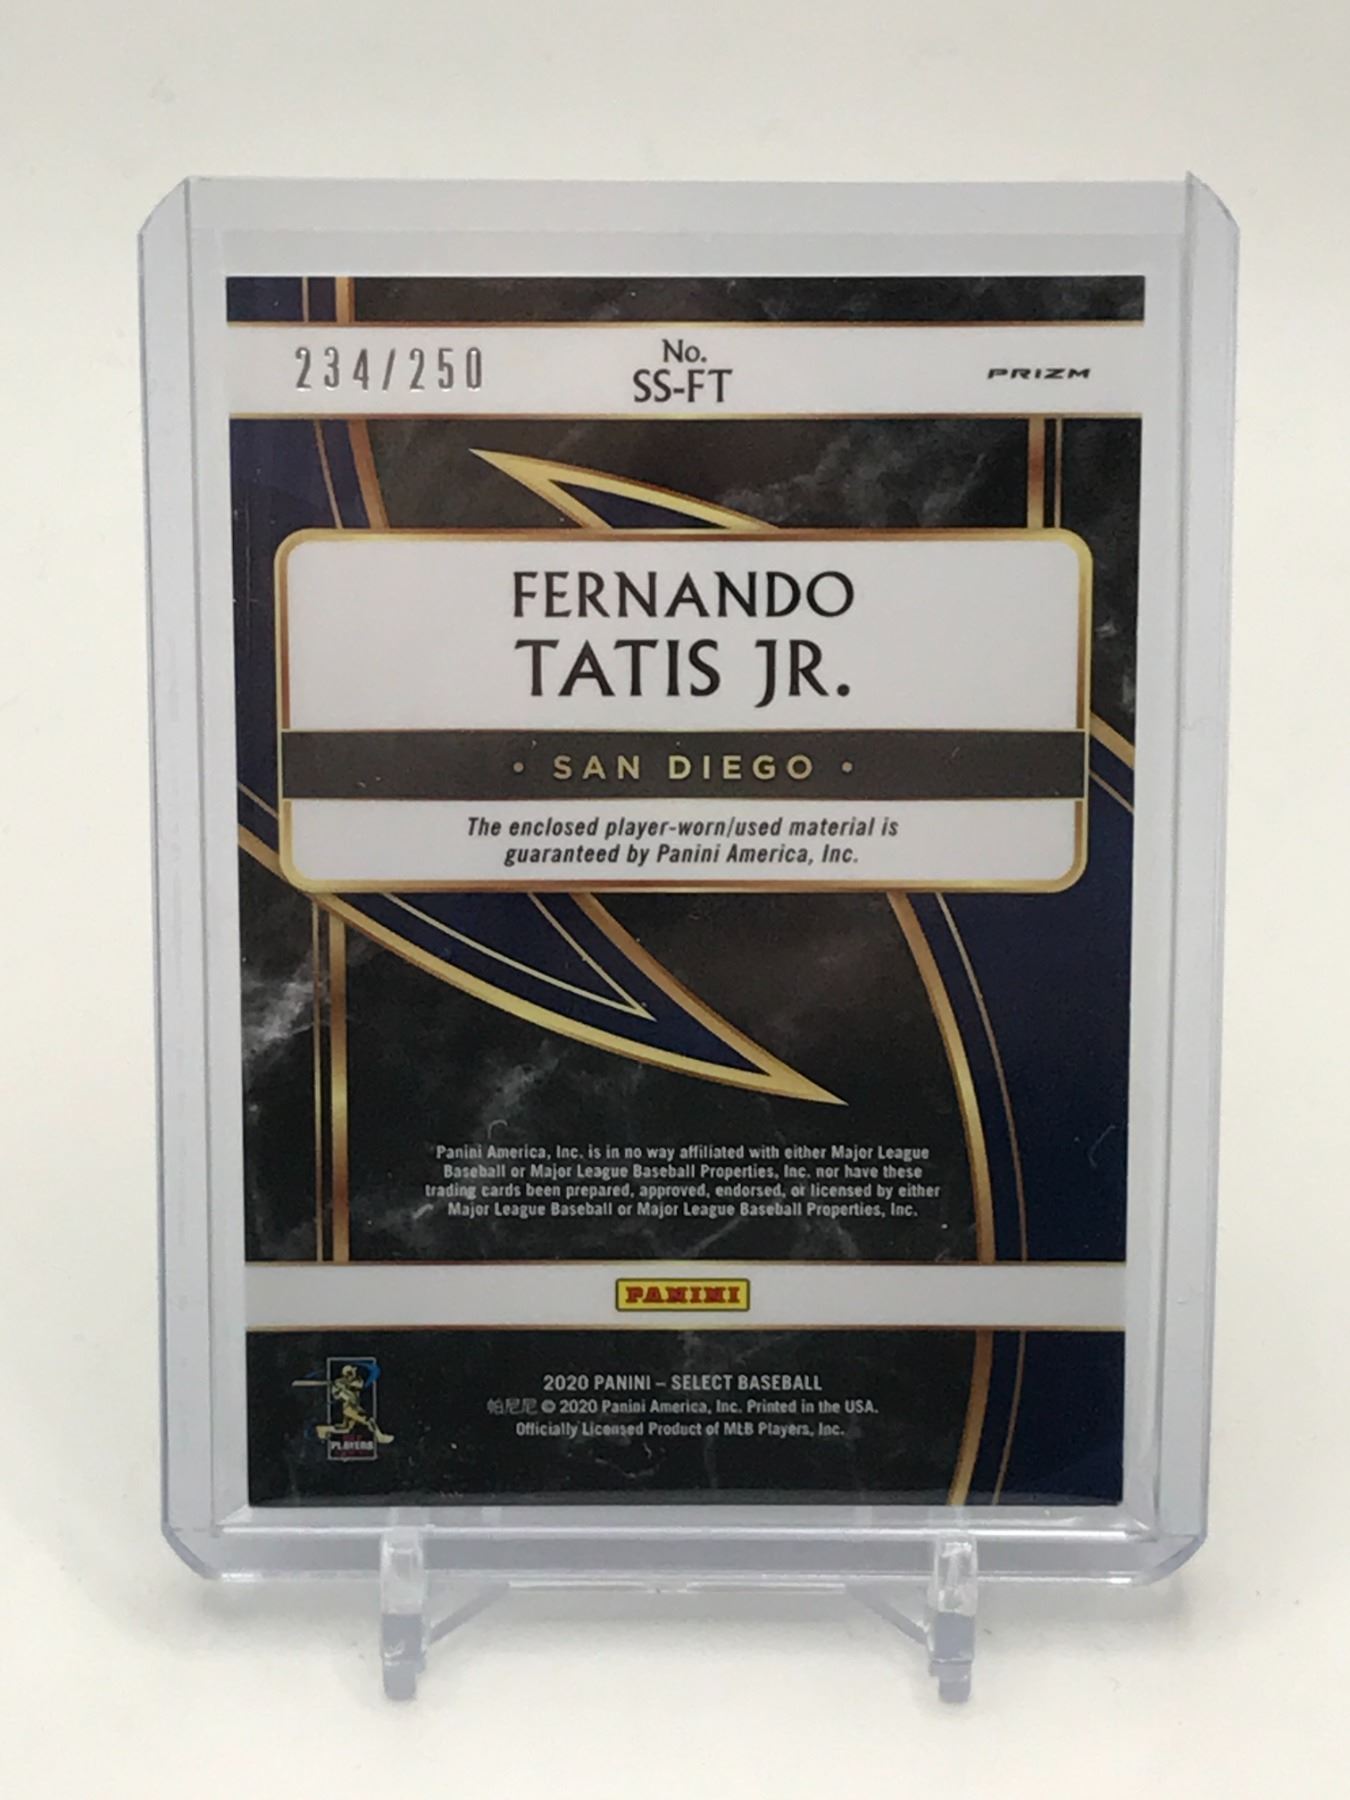 234/250
No.
SS-FT
PRIZM
FERNANDO
TATIS JR.
• SAN DIEGO •
The enclosed player-worn/used material is
guaranteed by Panini America, Inc.
Panini America, Inc. is in no way affiliated with either Major League
Baseball or Major League Baseball Properties, Inc. nor have these
trading cards been prepared, approved, endorsed, or licensed by either
Major League Baseball or Major League Baseball Properties, Inc.
PANINI
2020 PANINI – SELECT BASEBALL
帕尼尼 © 2020 Panini America, Inc. Printed in the USA.
Officially Licensed Product of MLB Players, Inc.
PLAYERS